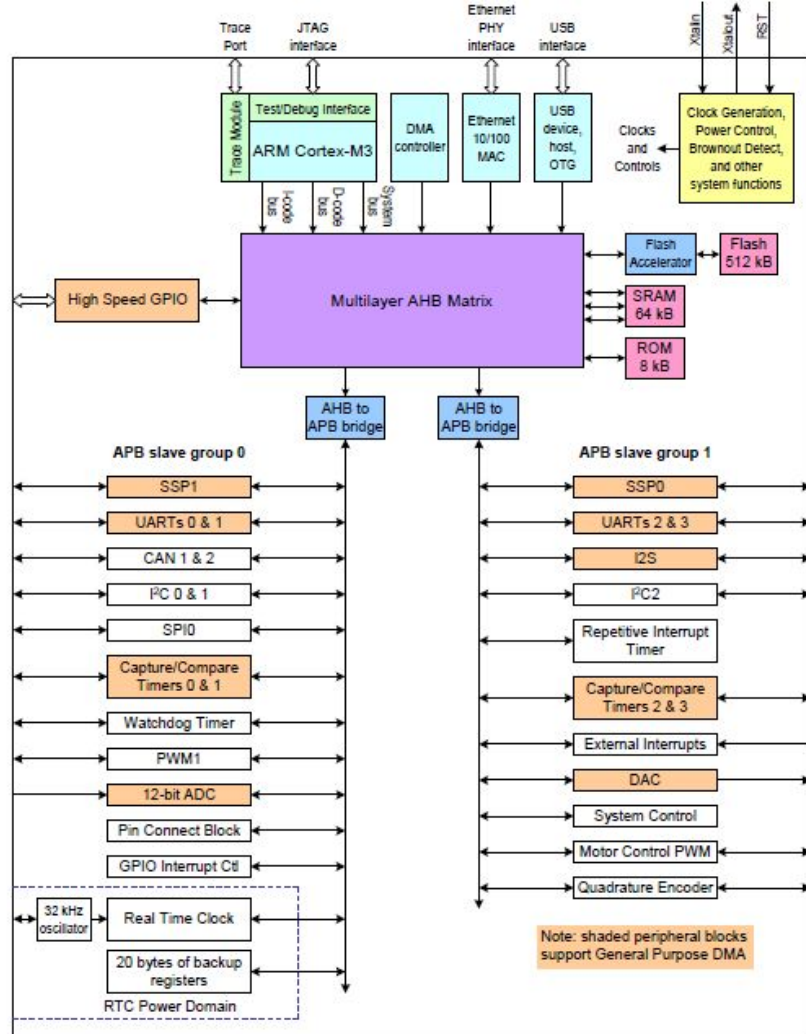 Trace
Port
JTAG
interface
Ethernet
PHY
interface
USB
interface
Xtalin
Xtalout
RST
Trace Module
Test/Debug Interface
ARM Cortex-M3
DMA
controller
Ethernet
10/100
MAC
USB
device,
host,
OTG
Clocks
and
Controls
Clock Generation,
Power Control,
Brownout Detect,
and other
system functions
I-code
bus
D-code
bus
System
bus
High Speed GPIO
Multilayer AHB Matrix
Flash
Accelerator
Flash
512 kB
SRAM
64 kB
ROM
8 kB
AHB to
APB bridge
AHB to
APB bridge
APB slave group 0
SSP1
UARTs 0 & 1
CAN 1 & 2
I²C 0 & 1
SPI0
Capture/Compare
Timers 0 & 1
Watchdog Timer
PWM1
12-bit ADC
Pin Connect Block
GPIO Interrupt Ctl
32 kHz
oscillator
Real Time Clock
20 bytes of backup
registers
RTC Power Domain
APB slave group 1
SSP0
UARTs 2 & 3
I2S
I²C2
Repetitive Interrupt
Timer
Capture/Compare
Timers 2 & 3
External Interrupts
DAC
System Control
Motor Control PWM
Quadrature Encoder
Note: shaded peripheral blocks
support General Purpose DMA